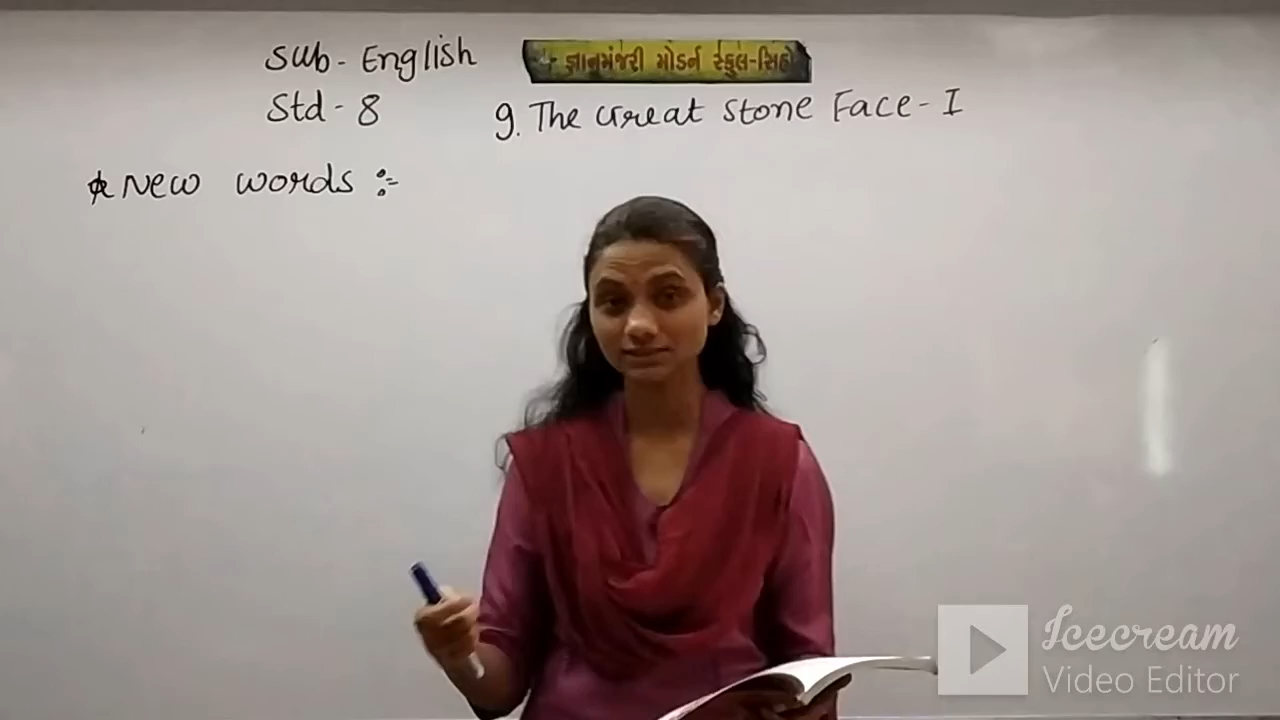 Sub - English
જ્ઞાનમંજરી મોડર્ન સ્કુલ-સિહો
Std - 8
9. The Great Stone Face - I
* New words :-
Icecream
Video Editor